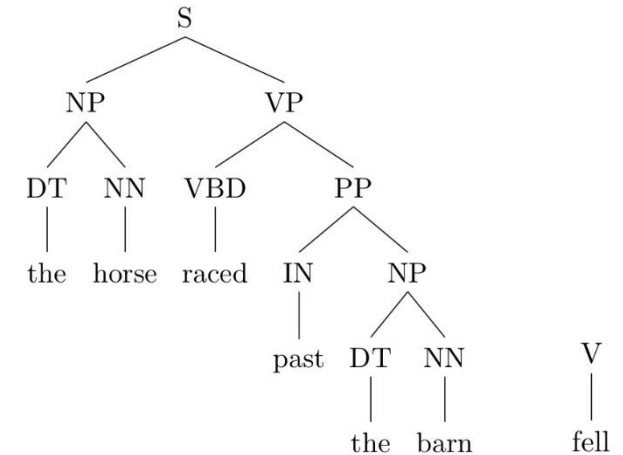 S
NP VP
DT NN VBD PP
the horse raced IN NP
past DT NN V
the barn fell